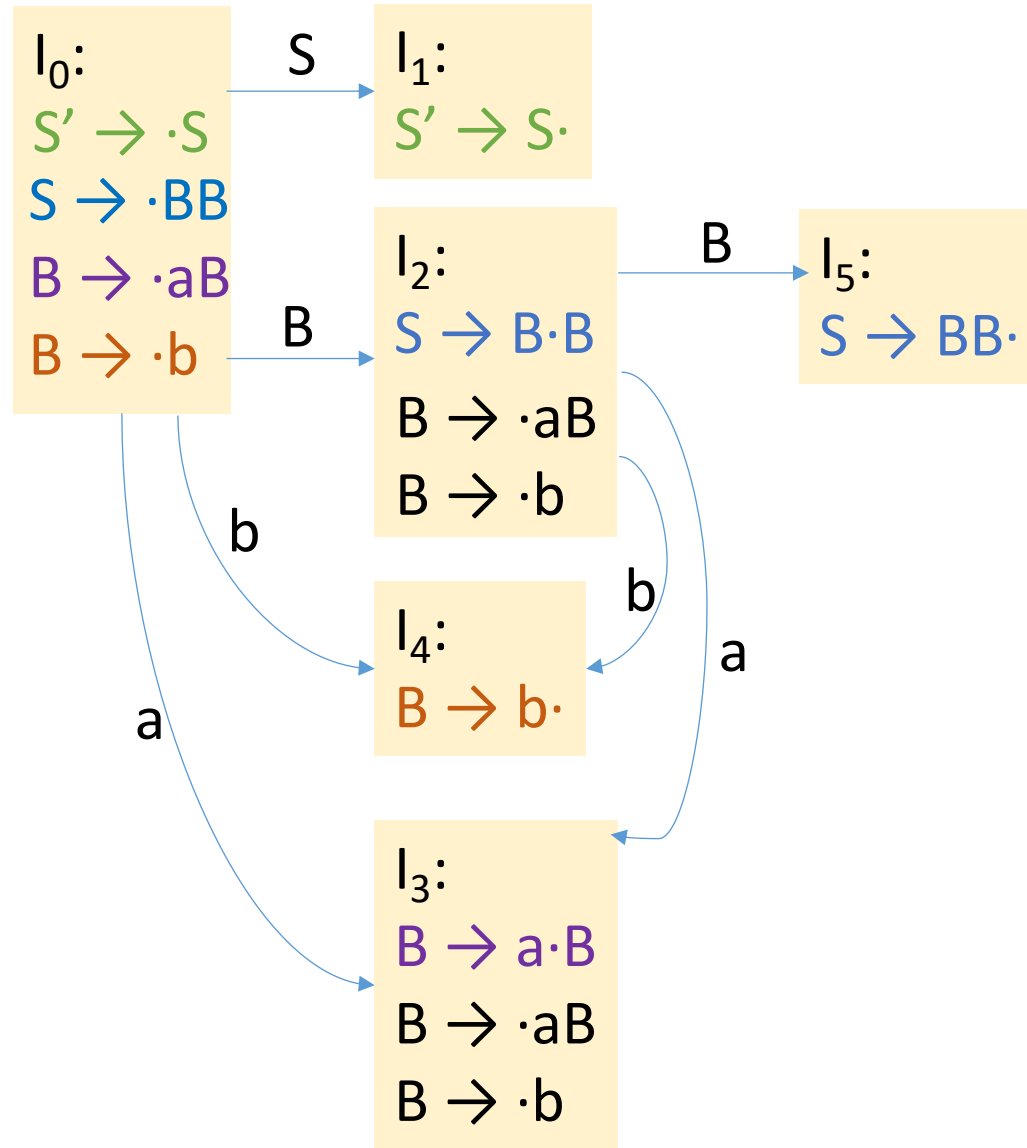 I₀:
S′ → ·S
S → ·BB
B → ·aB
B → ·b
S
I₁:
S′ → S·
B
I₂:
S → B·B
B → ·aB
B → ·b
B
I₅:
S → BB·
b
b
a
I₄:
B → b·
a
I₃:
B → a·B
B → ·aB
B → ·b